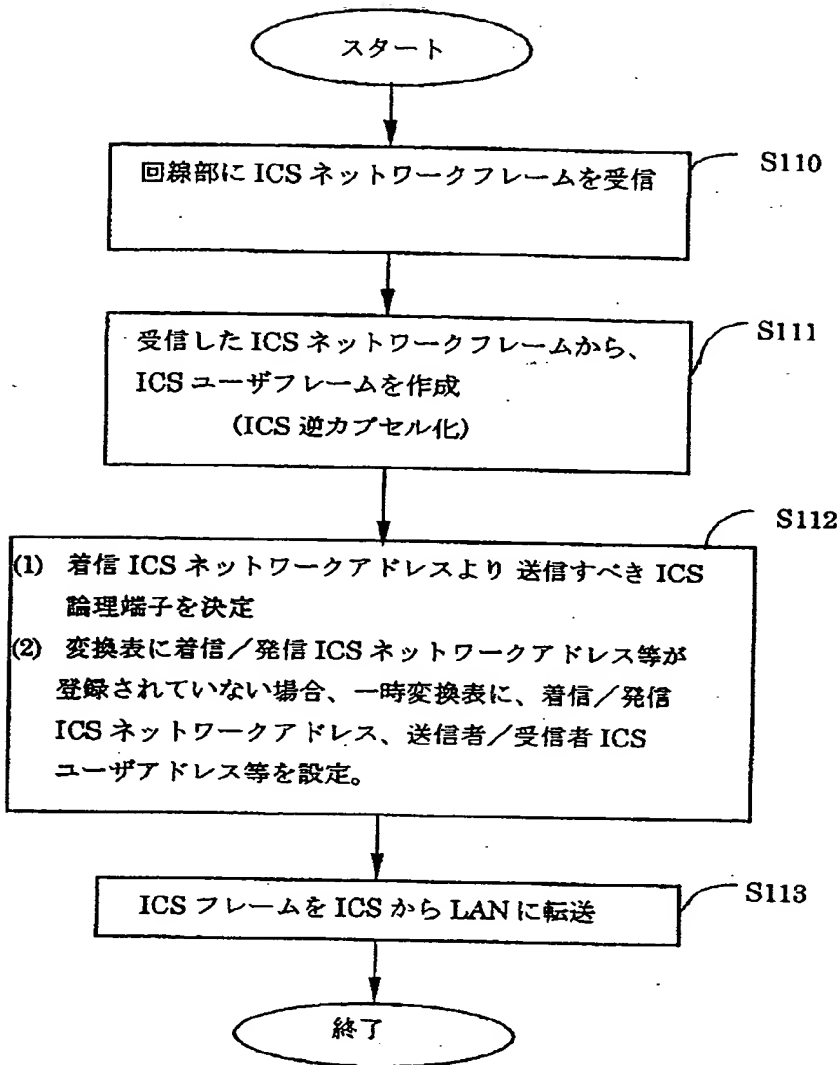 スタート
回線部に ICS ネットワークフレームを受信
S110
受信した ICS ネットワークフレームから、
ICS ユーザフレームを作成
(ICS 逆カプセル化)
S111
S112
(1) 着信 ICS ネットワークアドレスより 送信すべき ICS
論理端子を決定
(2) 変換表に着信／発信 ICS ネットワークアドレス等が
登録されていない場合、一時変換表に、着信／発信
ICS ネットワークアドレス、送信者／受信者 ICS
ユーザアドレス等を設定。
ICS フレームを ICS から LAN に転送
S113
終了